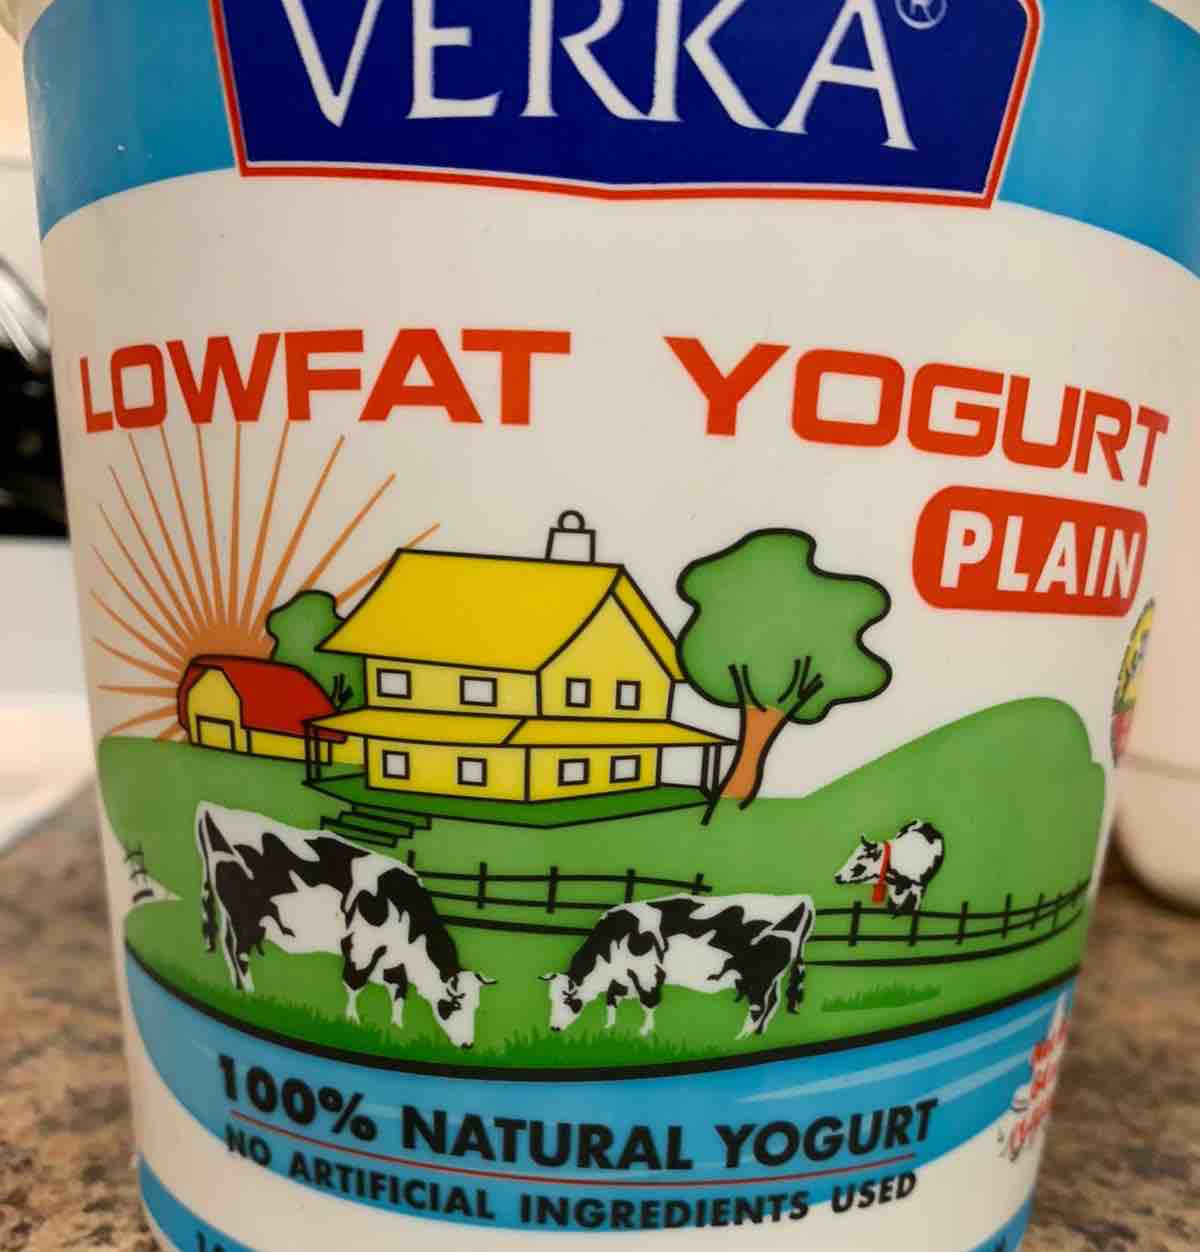 VERKA®
LOWFAT YOGURT
PLAIN
100% NATURAL YOGURT
NO ARTIFICIAL INGREDIENTS USED